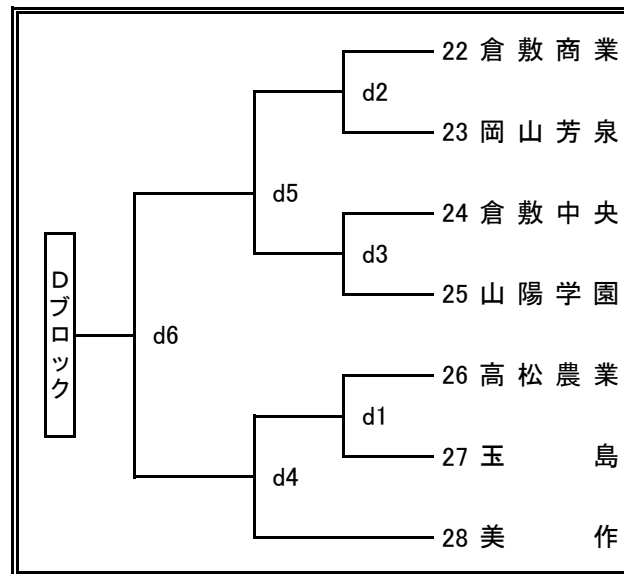 22 倉敷商業
d2
23 岡山芳泉
d5
24 倉敷中央
d3
25 山陽学園
Dブロック
d6
26 高松農業
d1
27 玉島
d4
28 美作